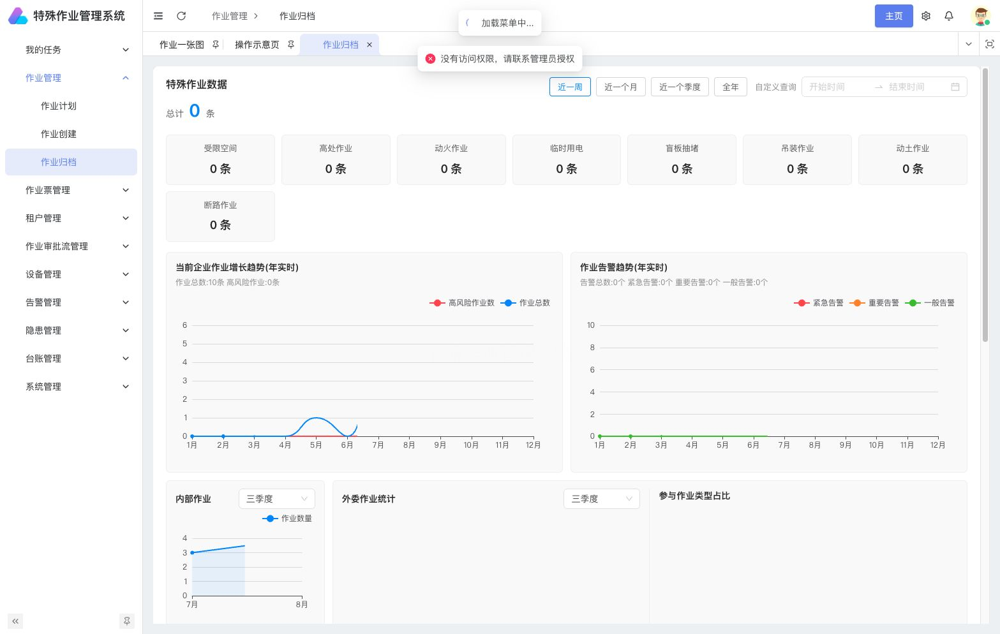 特殊作业管理系统
作业管理
作业归档
加载菜单中...
主页
我的任务
作业管理
作业计划
作业创建
作业归档
作业票管理
租户管理
作业审批流管理
设备管理
告警管理
隐患管理
台账管理
系统管理
作业一张图
操作示意页
作业归档
没有访问权限，请联系管理员授权
特殊作业数据
近一周
近一个月
近一个季度
全年
自定义查询
开始时间
结束时间
总计 0 条
受限空间
0 条
高处作业
0 条
动火作业
0 条
临时用电
0 条
盲板抽堵
0 条
吊装作业
0 条
动土作业
0 条
断路作业
0 条
当前企业作业增长趋势(年实时)
作业总数:10条 高风险作业:0条
高风险作业数 作业总数
6
5
4
3
2
1
0
1月 2月 3月 4月 5月 6月 7月 8月 9月 10月 11月 12月
作业告警趋势(年实时)
告警总数:0个 紧急告警:0个 重要告警:0个 一般告警:0个
紧急告警 重要告警 一般告警
10
8
6
4
2
0
1月 2月 3月 4月 5月 6月 7月 8月 9月 10月 11月 12月
内部作业
三季度
作业数量
4
3
2
1
0
7月 8月
外委作业统计
三季度
参与作业类型占比